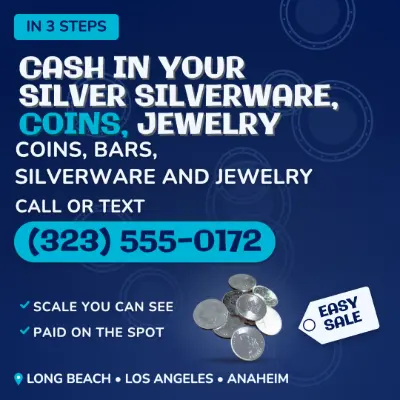 IN 3 STEPS
CASH IN YOUR
SILVER SILVERWARE,
COINS, JEWELRY
COINS, BARS,
SILVERWARE AND JEWELRY
CALL OR TEXT
(323) 555-0172
SCALE YOU CAN SEE
PAID ON THE SPOT
EASY
SALE
LONG BEACH • LOS ANGELES • ANAHEIM